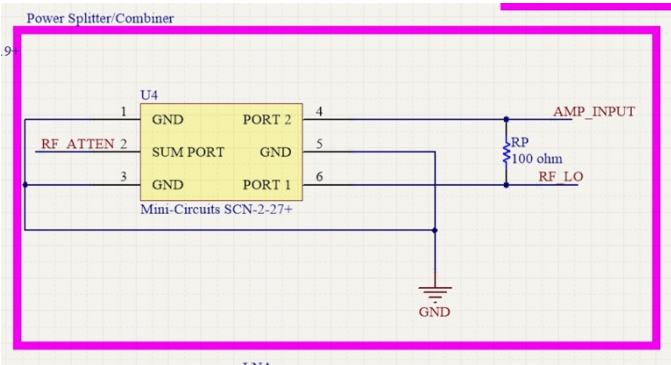 Power Splitter/Combiner
.9+
U4
1 GND PORT 2 4 AMP_INPUT
RF_ATTEN 2 SUM PORT GND 5 RP
100 ohm
3 GND PORT 1 6 RF_LO
Mini-Circuits SCN-2-27+
GND